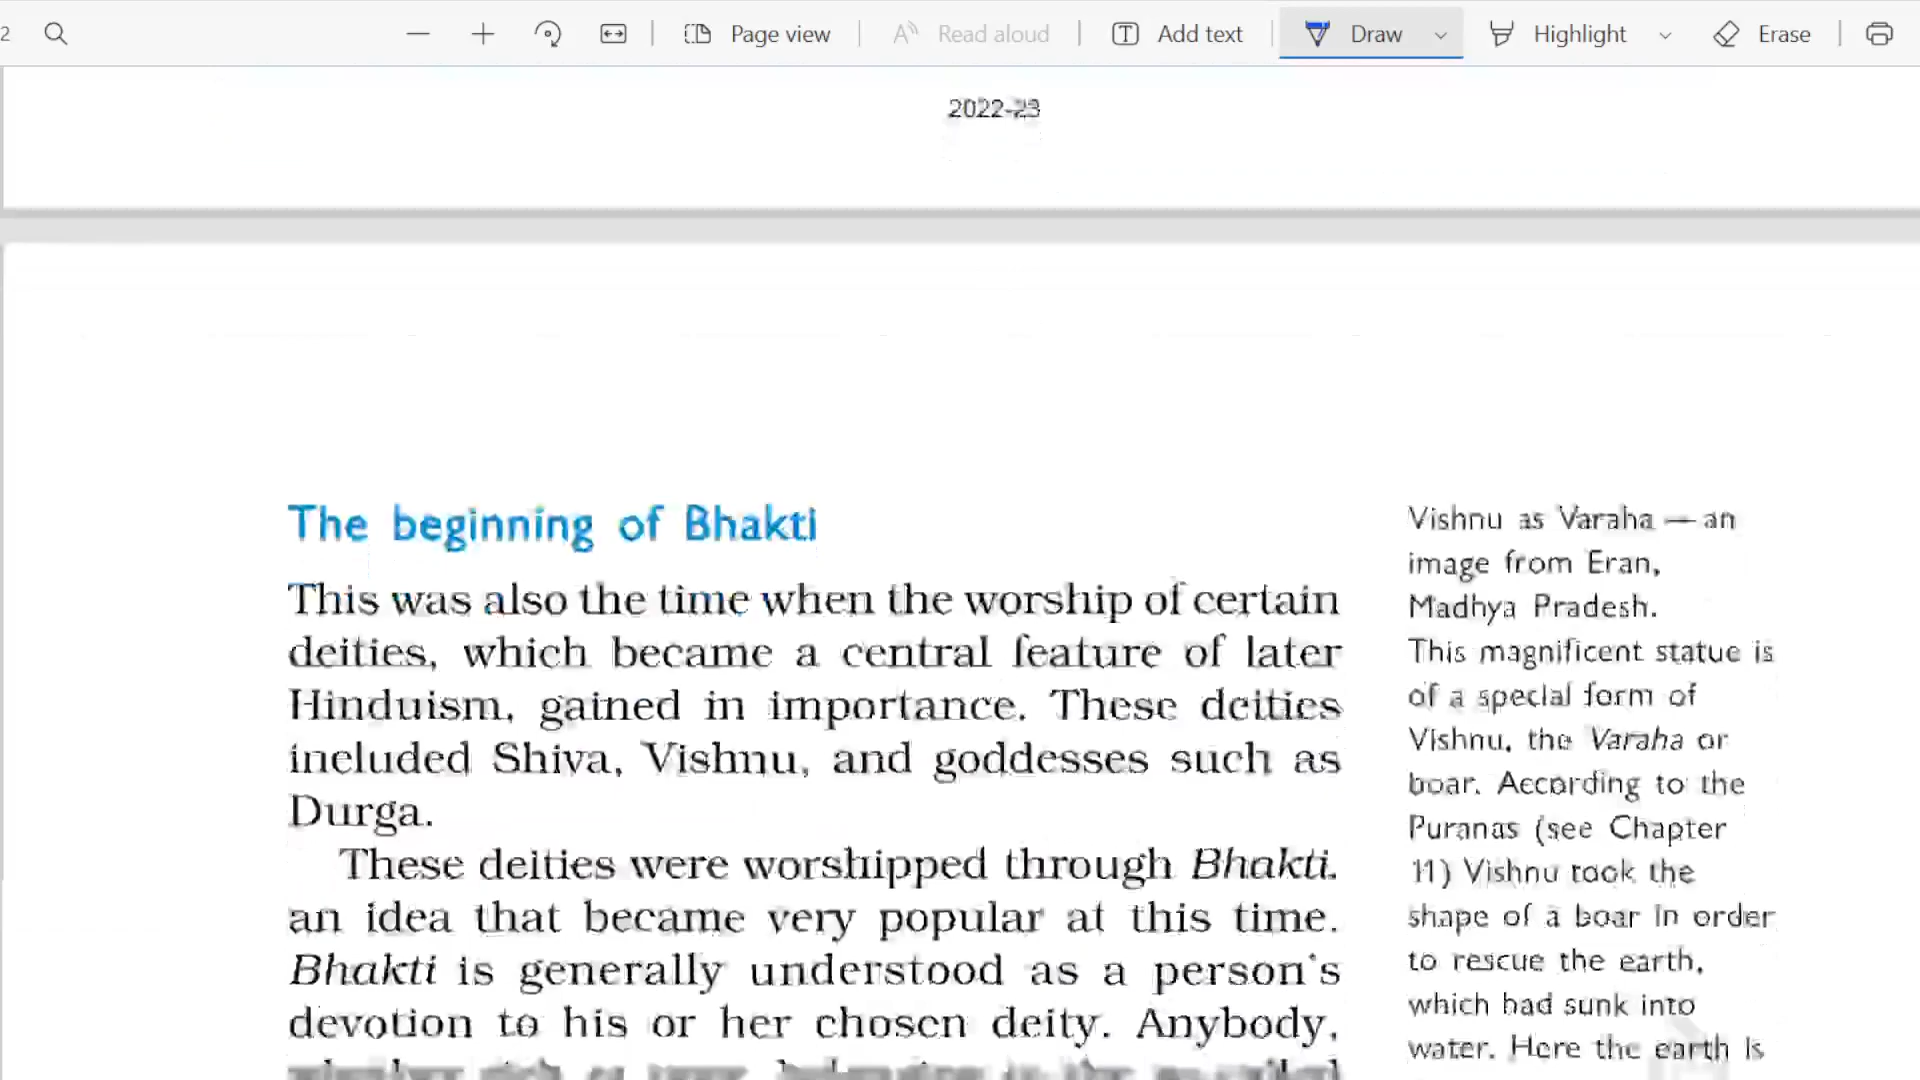 2
Page view
Read aloud
Add text
Draw
Highlight
Erase
2022-23
The beginning of Bhakti
This was also the time when the worship of certain
deities, which became a central feature of later
Hinduism, gained in importance. These deities
included Shiva, Vishnu, and goddesses such as
Durga.
These deities were worshipped through Bhakti,
an idea that became very popular at this time.
Bhakti is generally understood as a person's
devotion to his or her chosen deity. Anybody,
Vishnu as Varaha — an
image from Eran,
Madhya Pradesh.
This magnificent statue is
of a special form of
Vishnu, the Varaha or
boar. According to the
Puranas (see Chapter
11) Vishnu took the
shape of a boar in order
to rescue the earth,
which had sunk into
water. Here the earth is